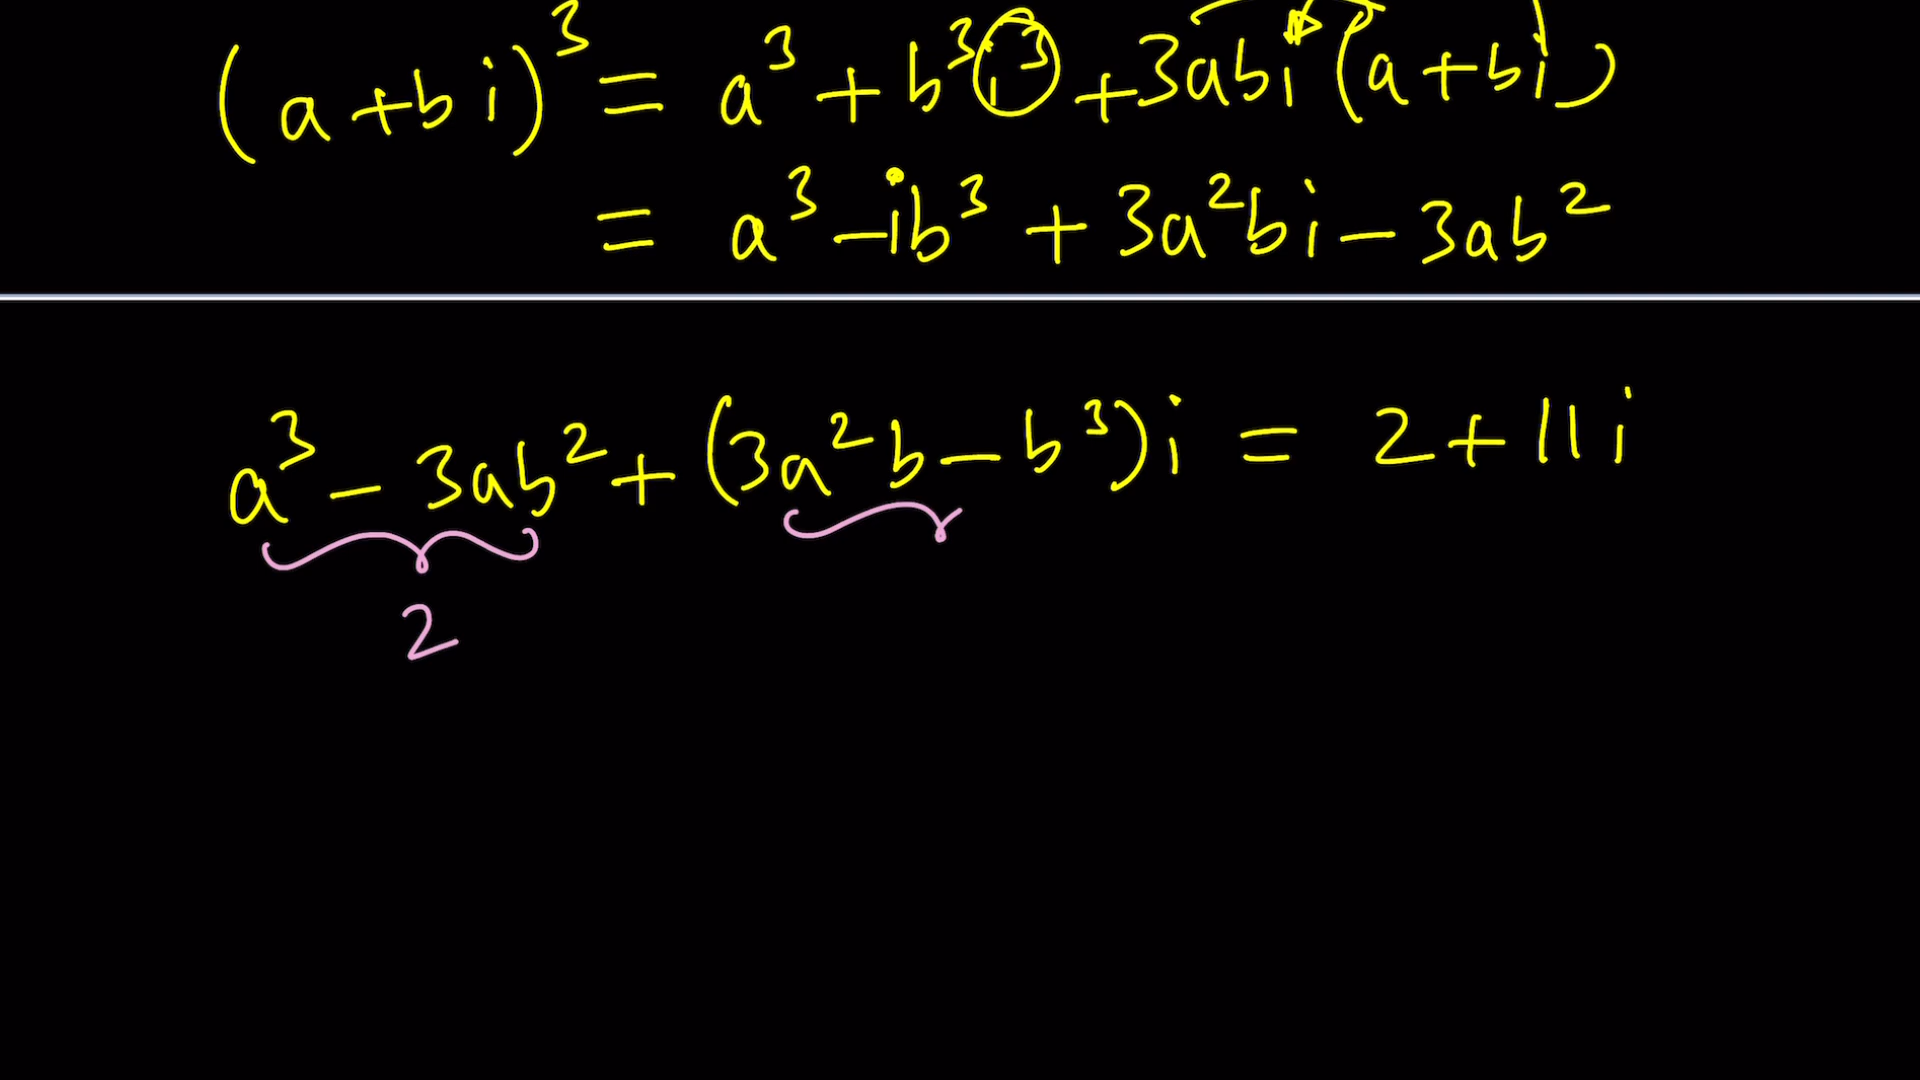 (a+bi)³ = a³ + b³i³ + 3abi(a+bi)
= a³ - ib³ + 3a²bi - 3ab²
a³ - 3ab² + (3a²b - b³)i = 2 + 11i
2